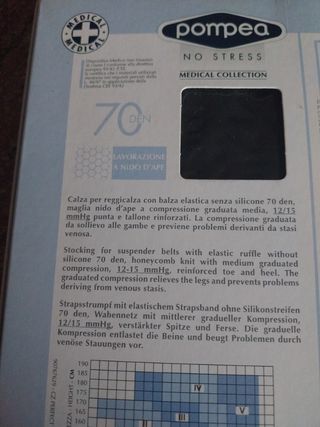 MEDICAL
MEDICAL
pompea
NO STRESS
MEDICAL COLLECTION
70 DEN
LAVORAZIONE
A NIDO D'APE
Calza per reggicalza con balza elastica senza silicone 70 den,
maglia nido d'ape a compressione graduata media, 12/15
mmHg punta e tallone rinforzati. La compressione graduata
da sollievo alle gambe e previene problemi derivanti da stasi
venosa.
Stocking for suspender belts with elastic ruffle without
silicone 70 den, honeycomb knit with medium graduated
compression, 12-15 mmHg, reinforced toe and heel. The
graduated compression relieves the legs and prevents problems
deriving from venous stasis.
Strapsstrumpf mit elastischem Strapsband ohne Silikonstreifen
70 den, Wabennetz mit mittlerer gradueller Kompression,
12/15 mmHg, verstärkter Spitze und Ferse. Die graduelle
Kompression entlastet die Beine und beugt Problemen durch
venöse Stauungen vor.
190
185
180
175
170
165
160
CM
IV
V
II
III